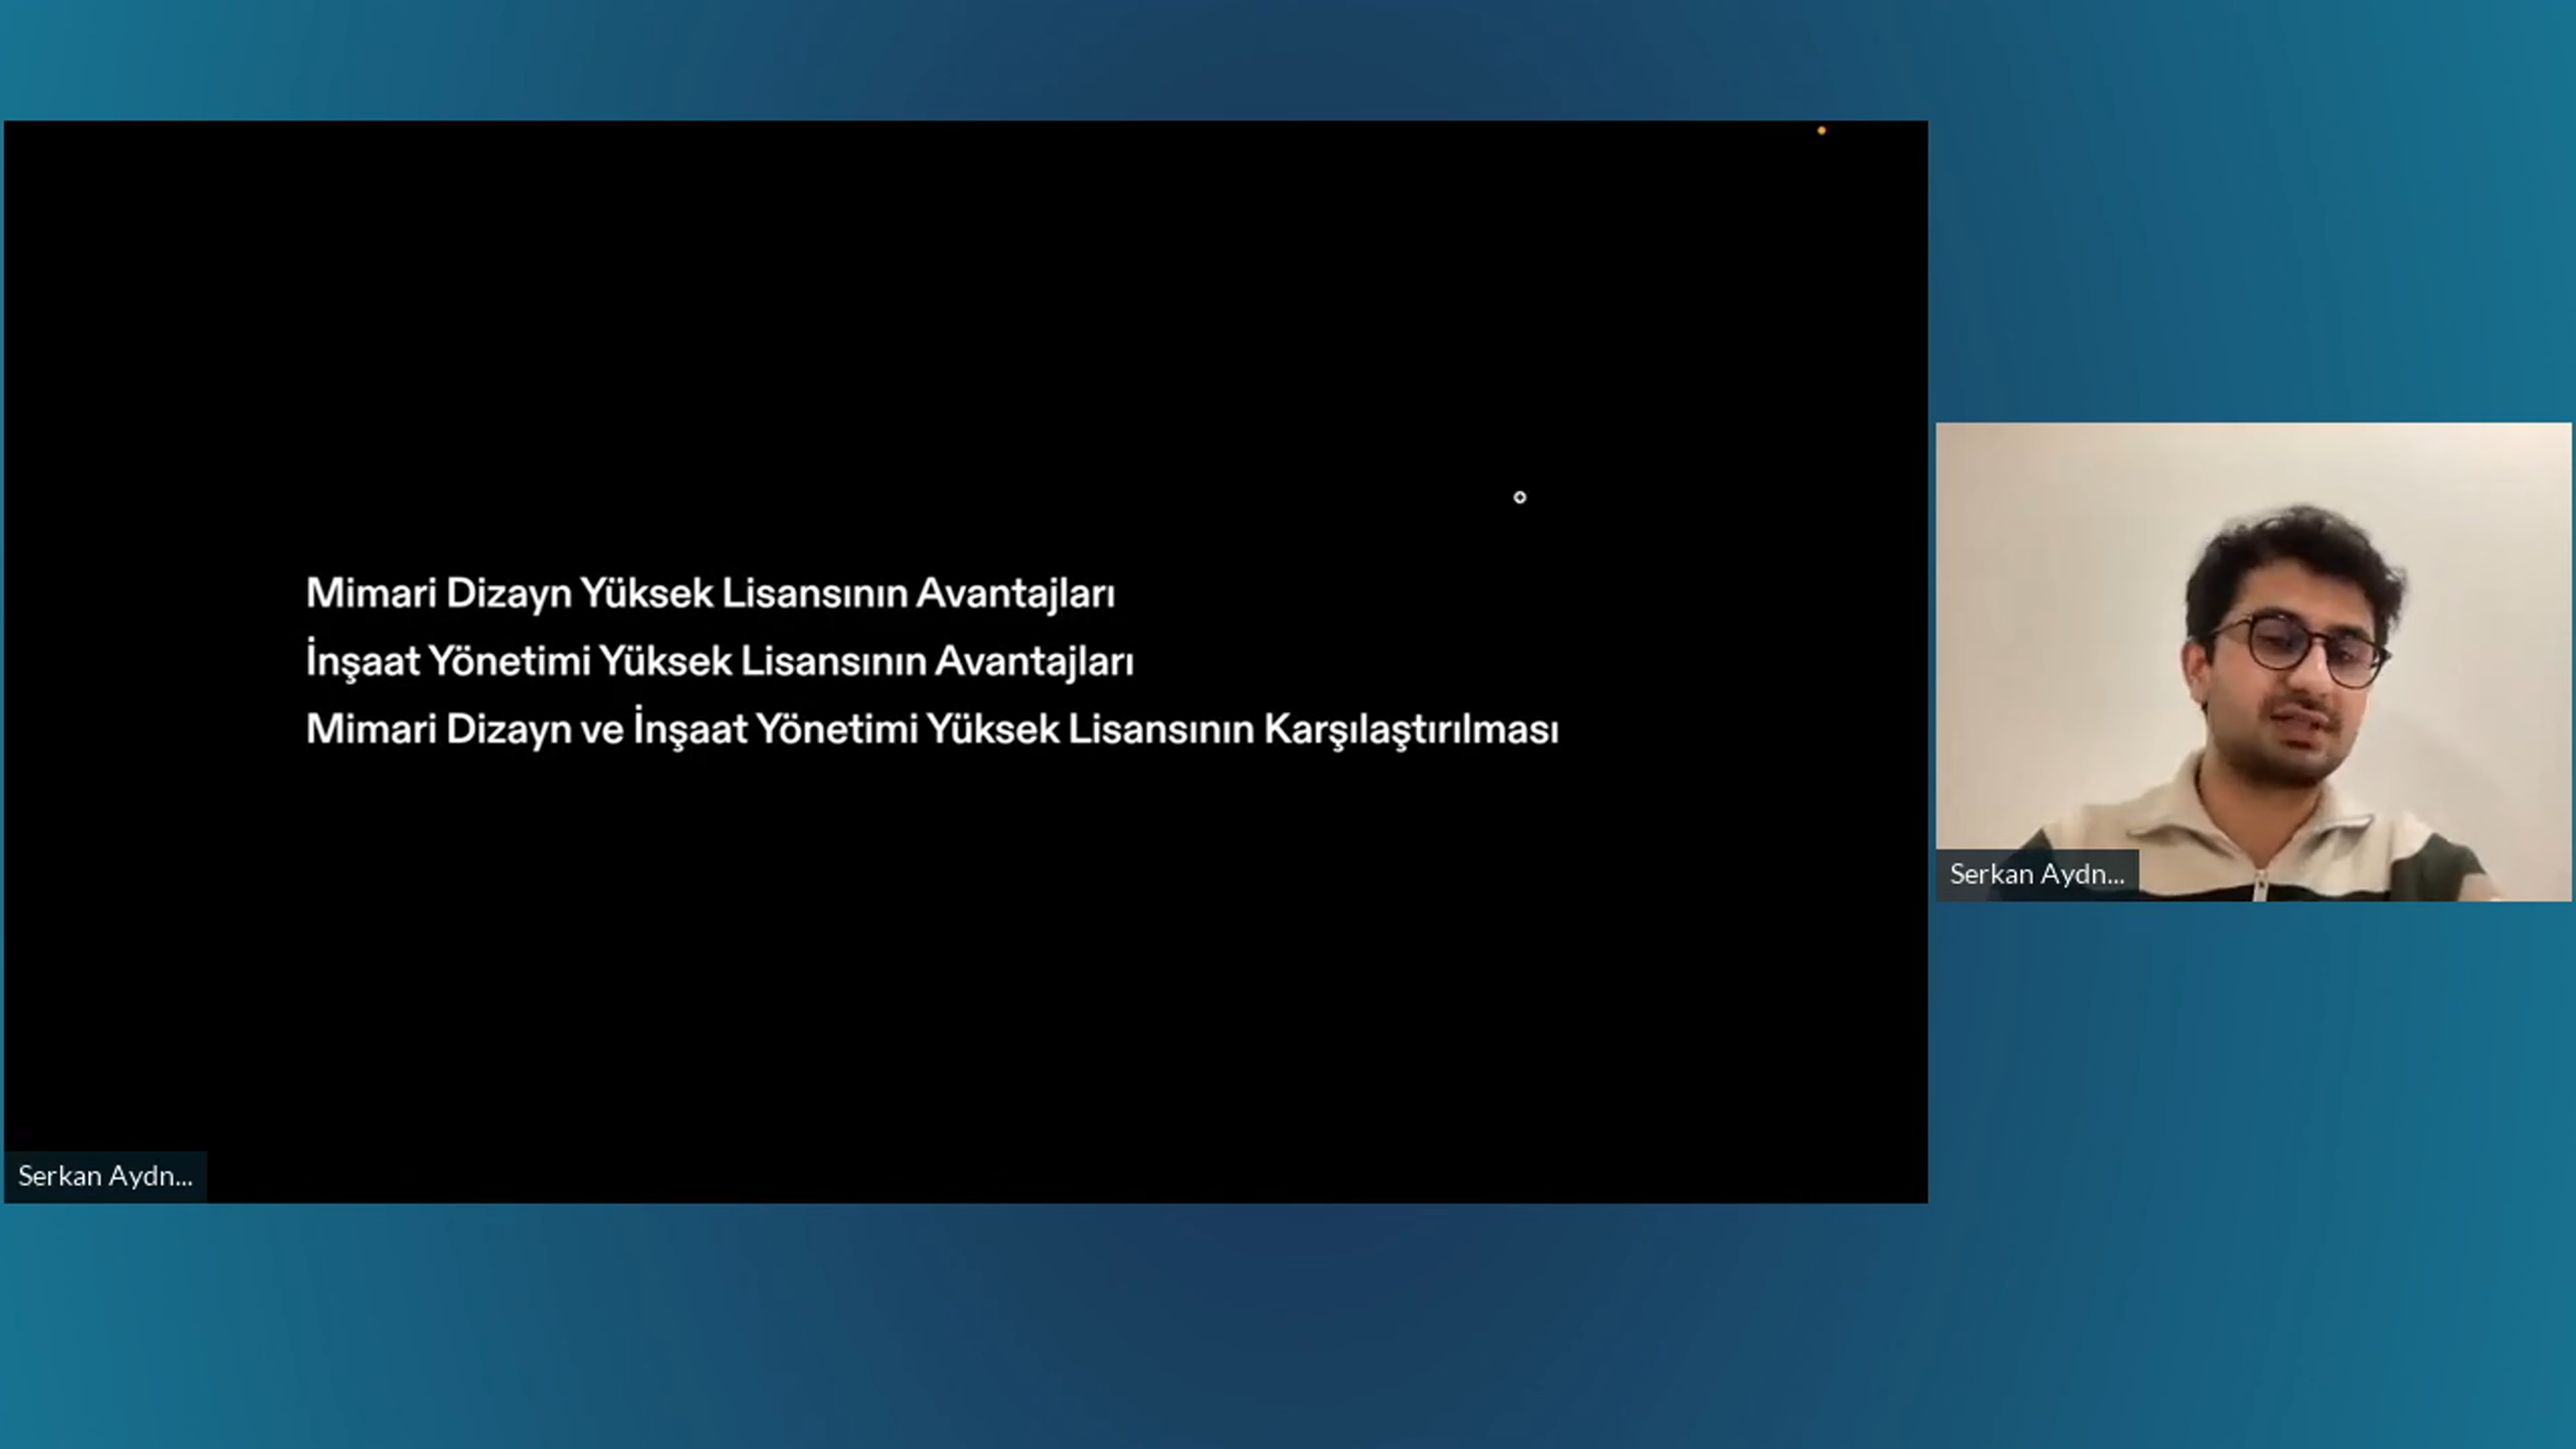 Mimari Dizayn Yüksek Lisansının Avantajları
İnşaat Yönetimi Yüksek Lisansının Avantajları
Mimari Dizayn ve İnşaat Yönetimi Yüksek Lisansının Karşılaştırılması
Serkan Aydn...
Serkan Aydn...